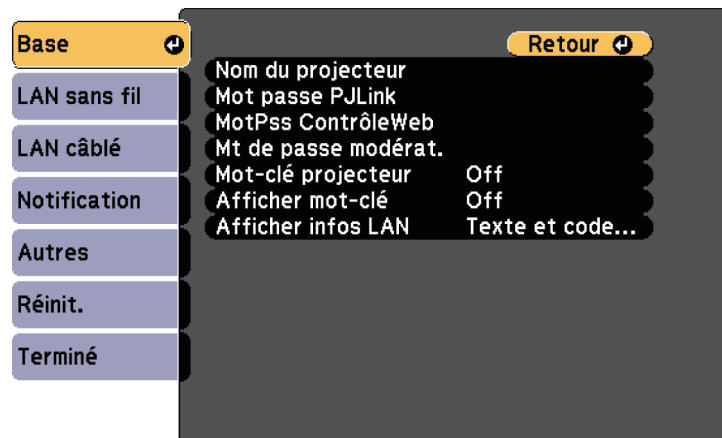 Base
LAN sans fil
LAN câblé
Notification
Autres
Réinit.
Terminé
Retour
Nom du projecteur
Mot passe PJLink
MotPss ContrôleWeb
Mt de passe modérat.
Mot-clé projecteur Off
Afficher mot-clé Off
Afficher infos LAN Texte et code...